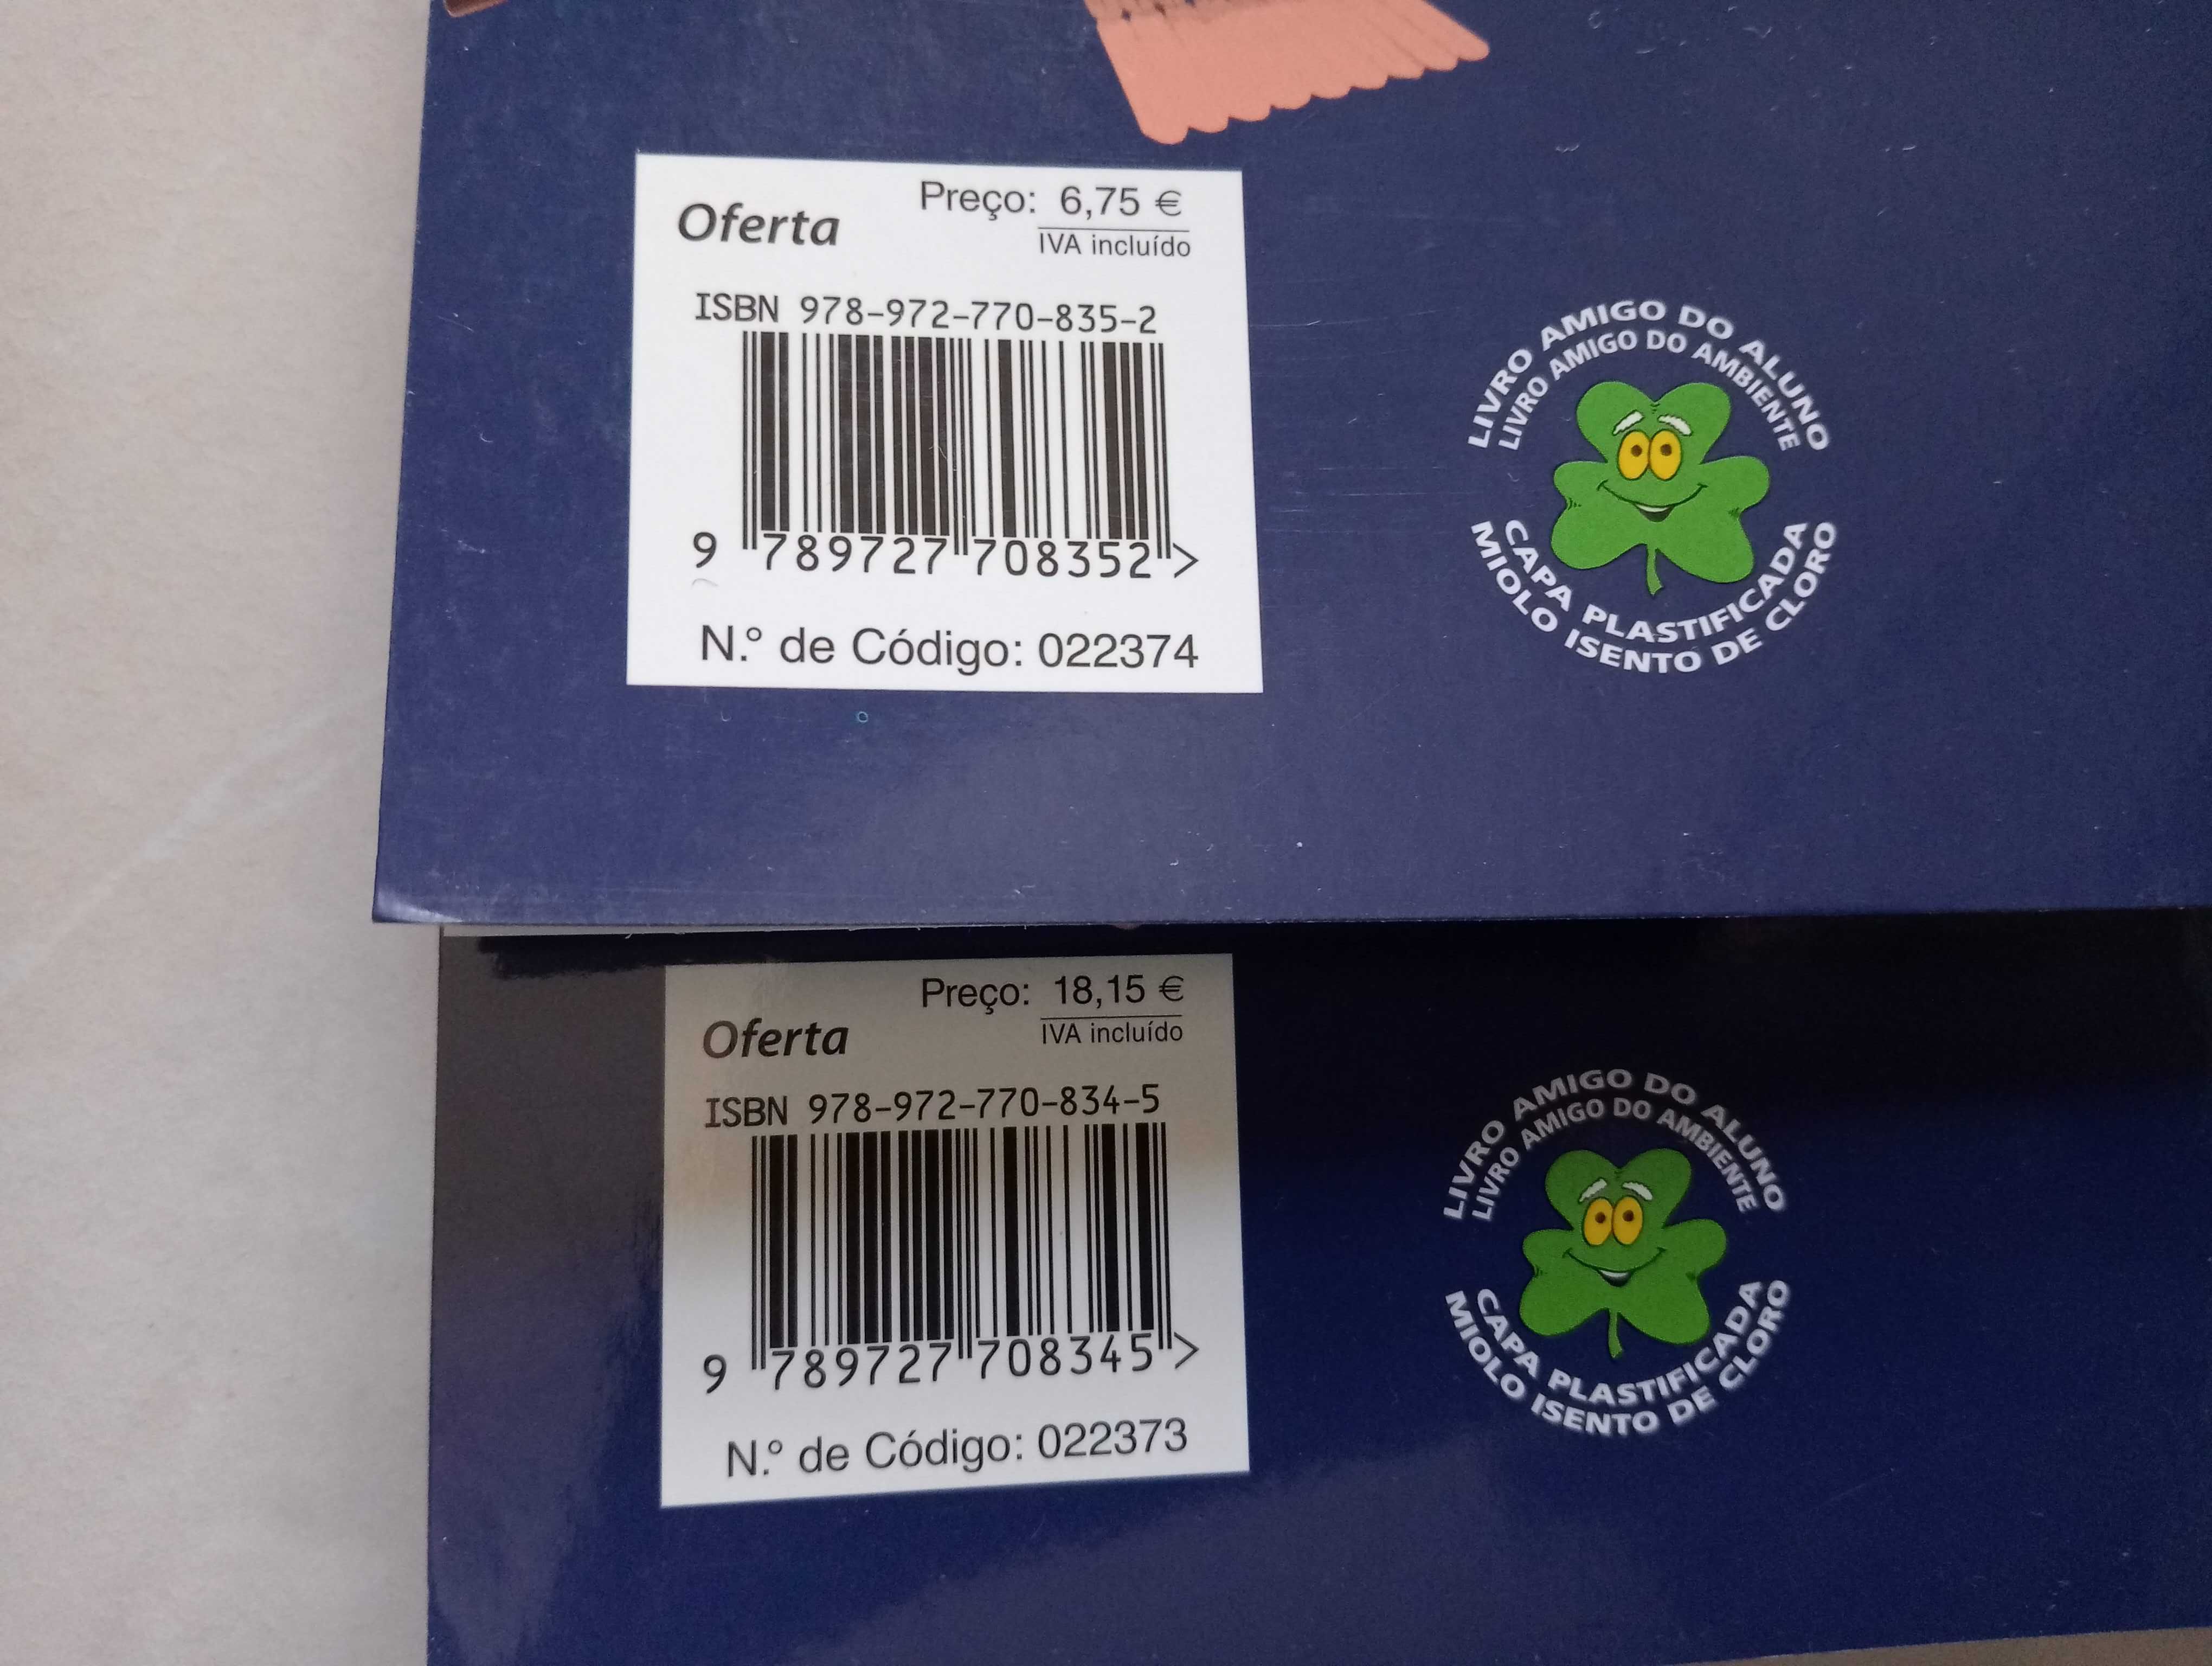 Preço: 6,75 €
Oferta
IVA incluído
ISBN 978-972-770-835-2
9 789727 708352 >
N.º de Código: 022374
LIVRO AMIGO DO ALUNO
LIVRO AMIGO DO AMBIENTE
CAPA PLASTIFICADA
MIOLO ISENTO DE CLORO
Preço: 18,15 €
Oferta
IVA incluído
ISBN 978-972-770-834-5
9 789727 708345 >
N.º de Código: 022373
LIVRO AMIGO DO ALUNO
LIVRO AMIGO DO AMBIENTE
CAPA PLASTIFICADA
MIOLO ISENTO DE CLORO